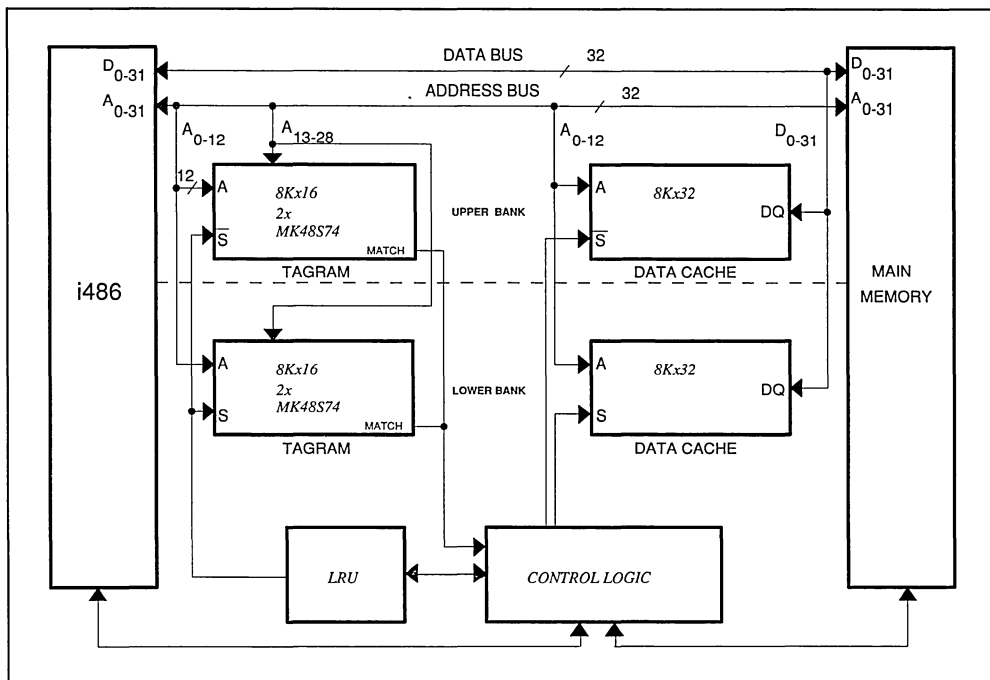 DATA BUS
32
D0-31
D0-31
ADDRESS BUS
32
A0-31
A0-31
A0-12
A13-28
A0-12
D0-31
12
A
8Kx16
2x
MK48S74
S̅
MATCH
TAGRAM
UPPER BANK
A
8Kx32
DQ
S̅
DATA CACHE
i486
MAIN
MEMORY
A
8Kx16
2x
MK48S74
S
MATCH
TAGRAM
LOWER BANK
A
8Kx32
DQ
S
DATA CACHE
LRU
CONTROL LOGIC